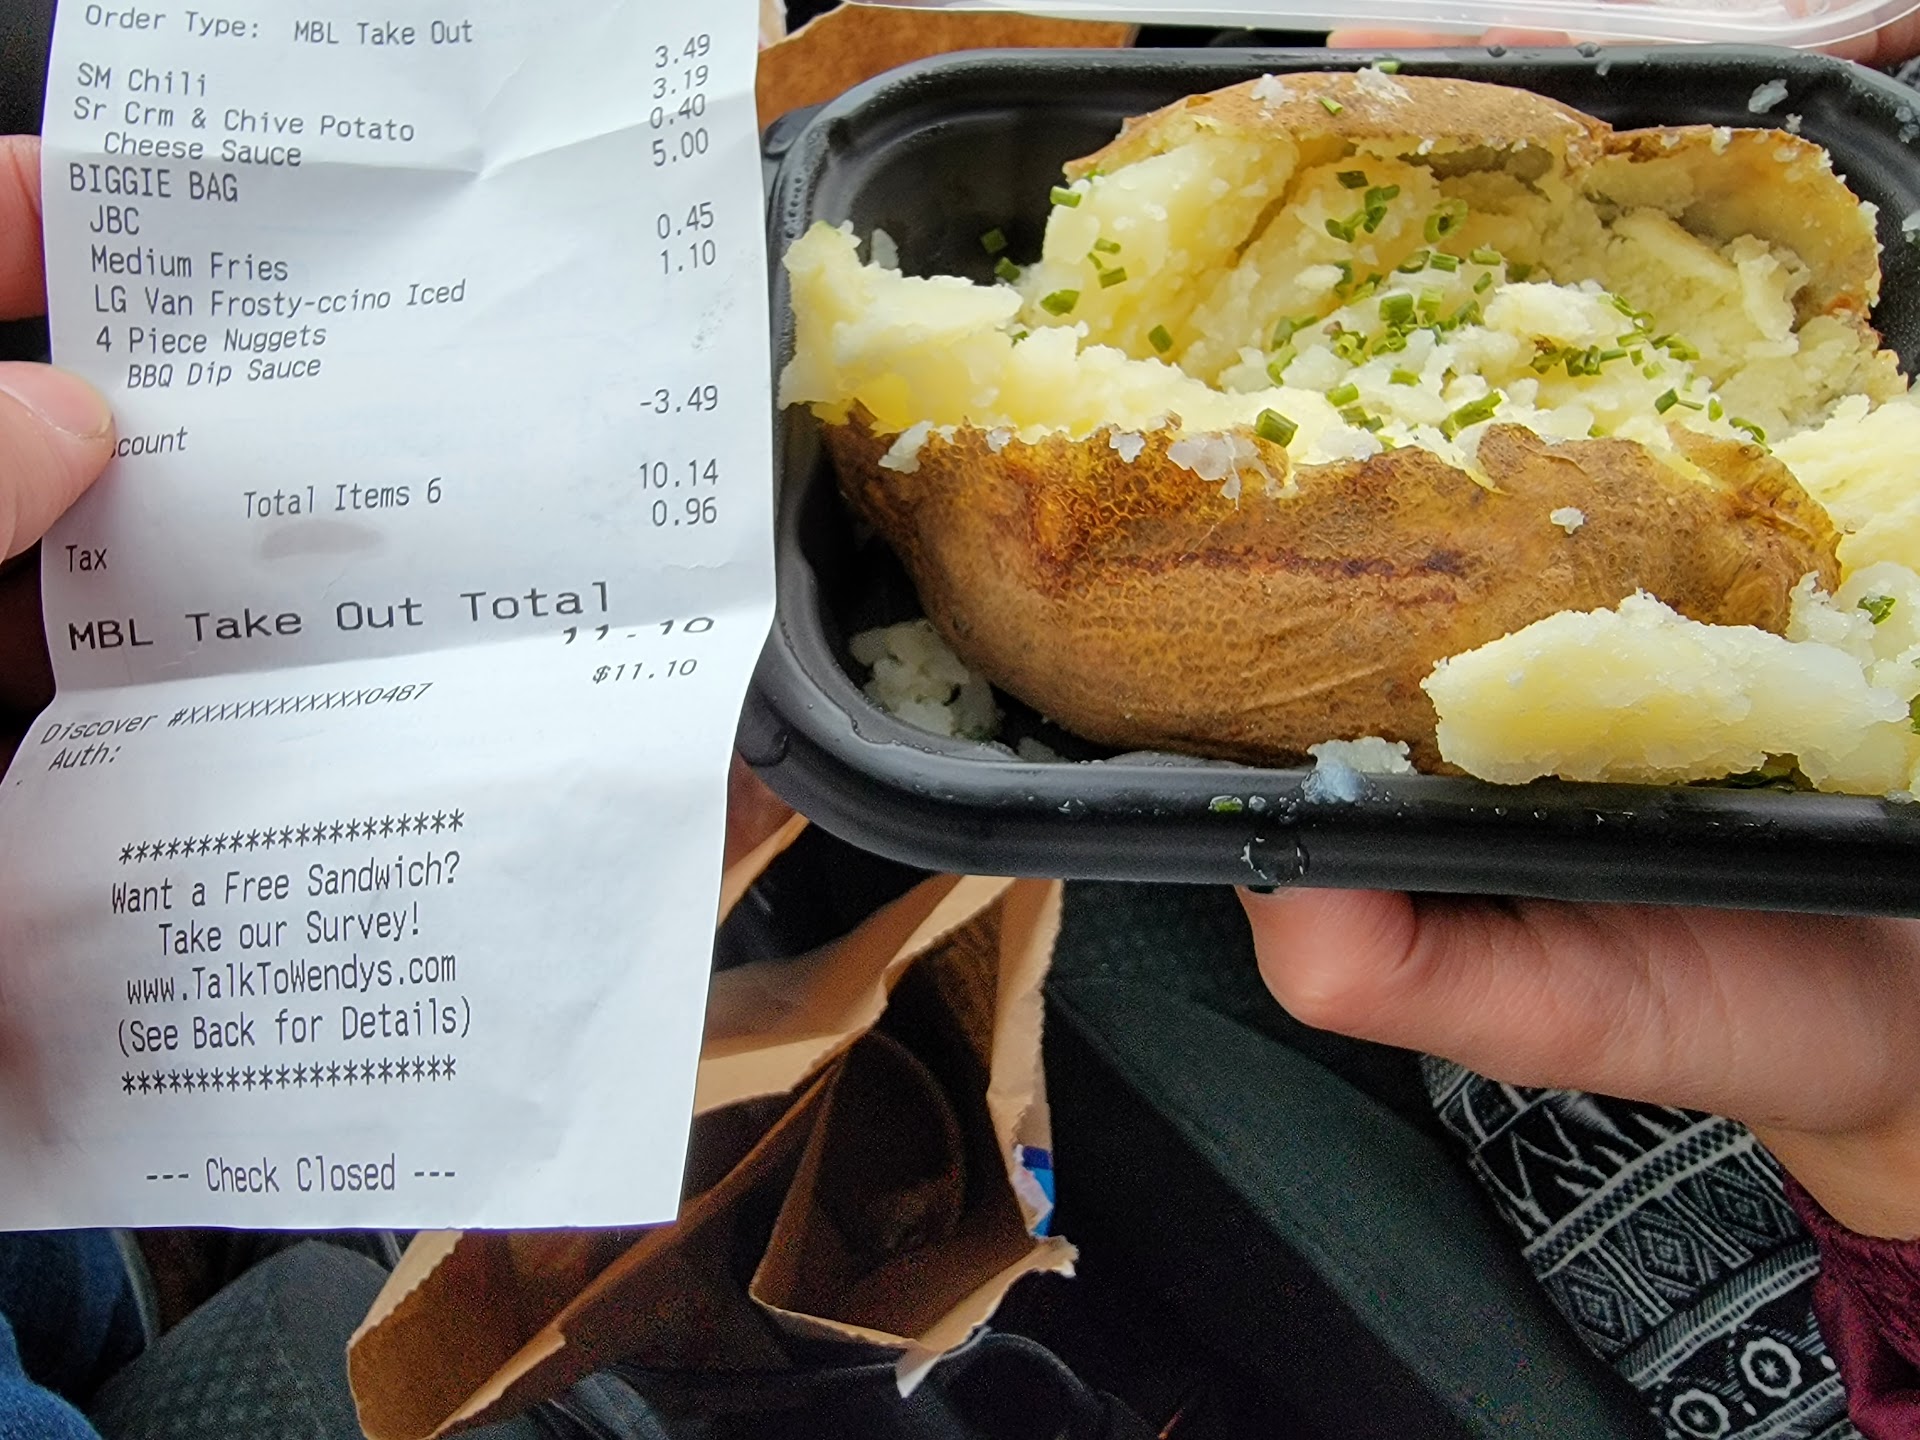 Order Type: MBL Take Out
SM Chili 3.49
Sr Crm & Chive Potato 3.19
Cheese Sauce 0.40
BIGGIE BAG 5.00
JBC
Medium Fries 0.45
LG Van Frosty-ccino Iced 1.10
4 Piece Nuggets
BBQ Dip Sauce
count -3.49
Total Items 6 10.14
Tax 0.96
MBL Take Out Total 11.10
Discover #XXXXXXXXXXXX0487 $11.10
Auth:
**********************
Want a Free Sandwich?
Take our Survey!
www.TalkToWendys.com
(See Back for Details)
**********************
--- Check Closed ---